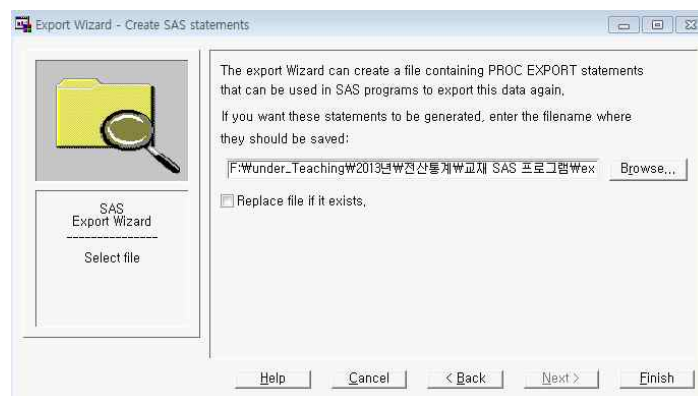 Export Wizard - Create SAS statements
The export Wizard can create a file containing PROC EXPORT statements
that can be used in SAS programs to export this data again,
If you want these statements to be generated, enter the filename where
they should be saved:
F:₩under_Teaching₩2013년₩전산통계₩교재 SAS 프로그램₩ex
Browse...
Replace file if it exists,
SAS
Export Wizard
---------------
Select file
Help
Cancel
< Back
Next >
Finish